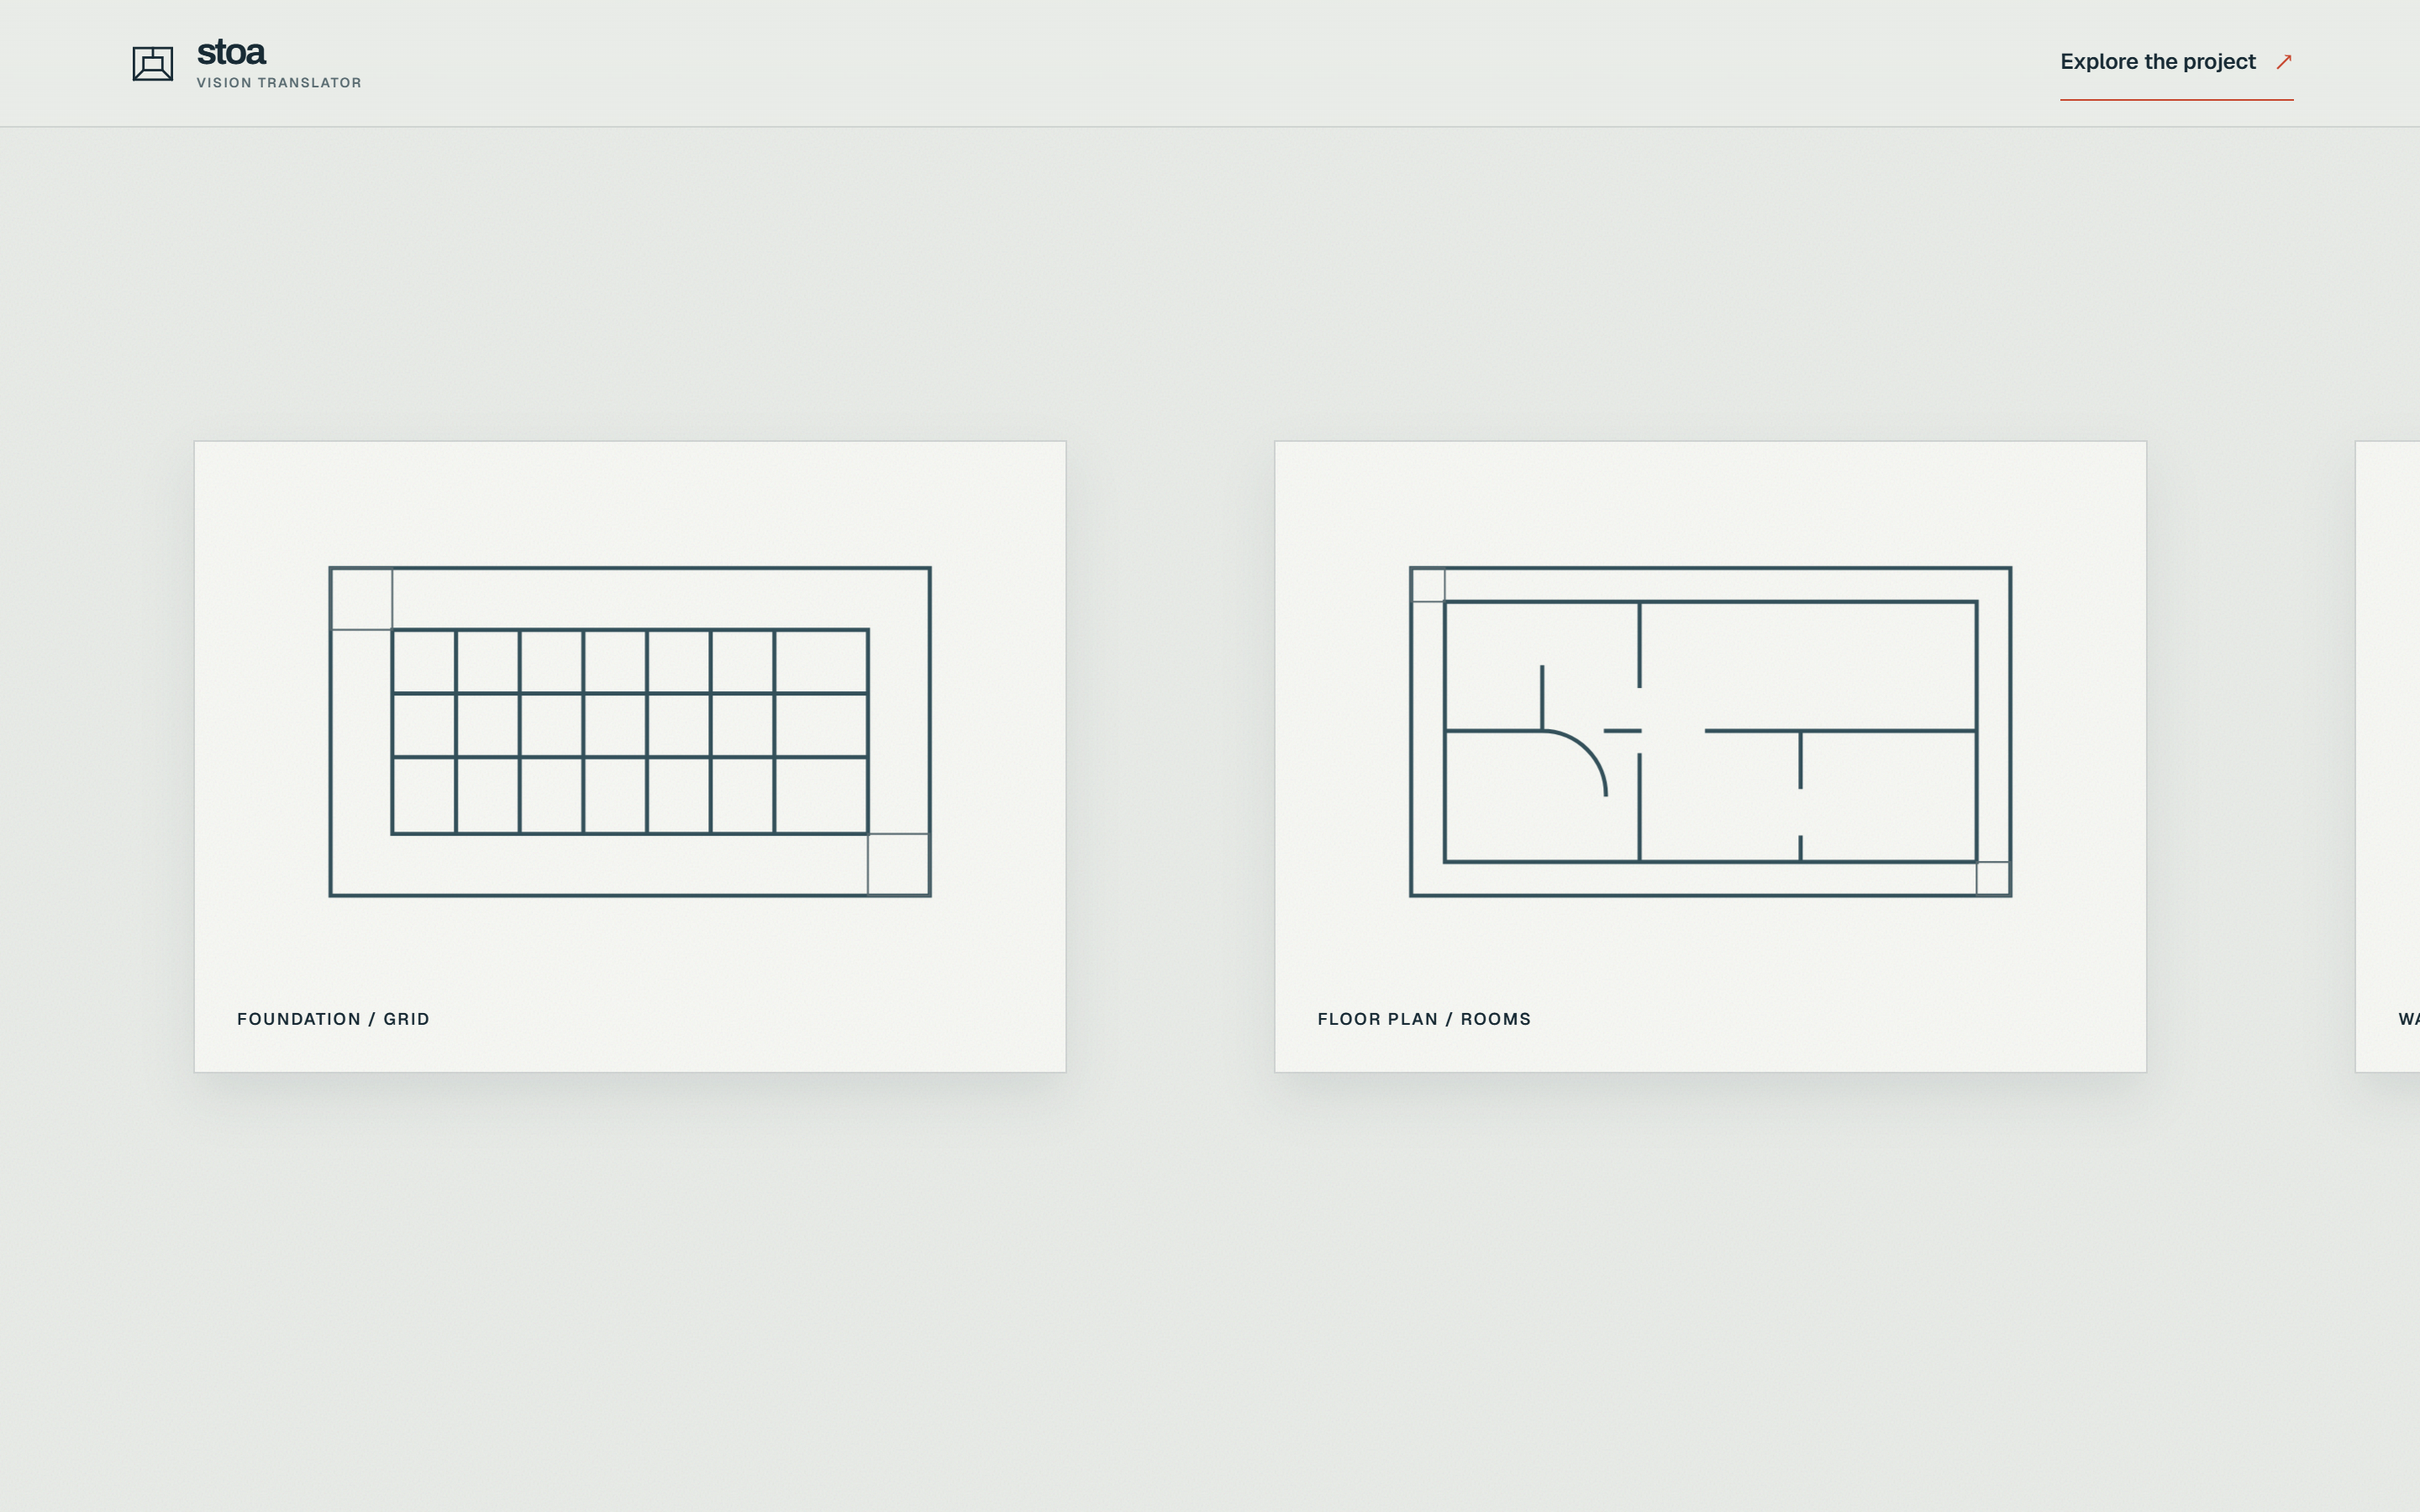 stoa
VISION TRANSLATOR
Explore the project ↗
FOUNDATION / GRID
FLOOR PLAN / ROOMS